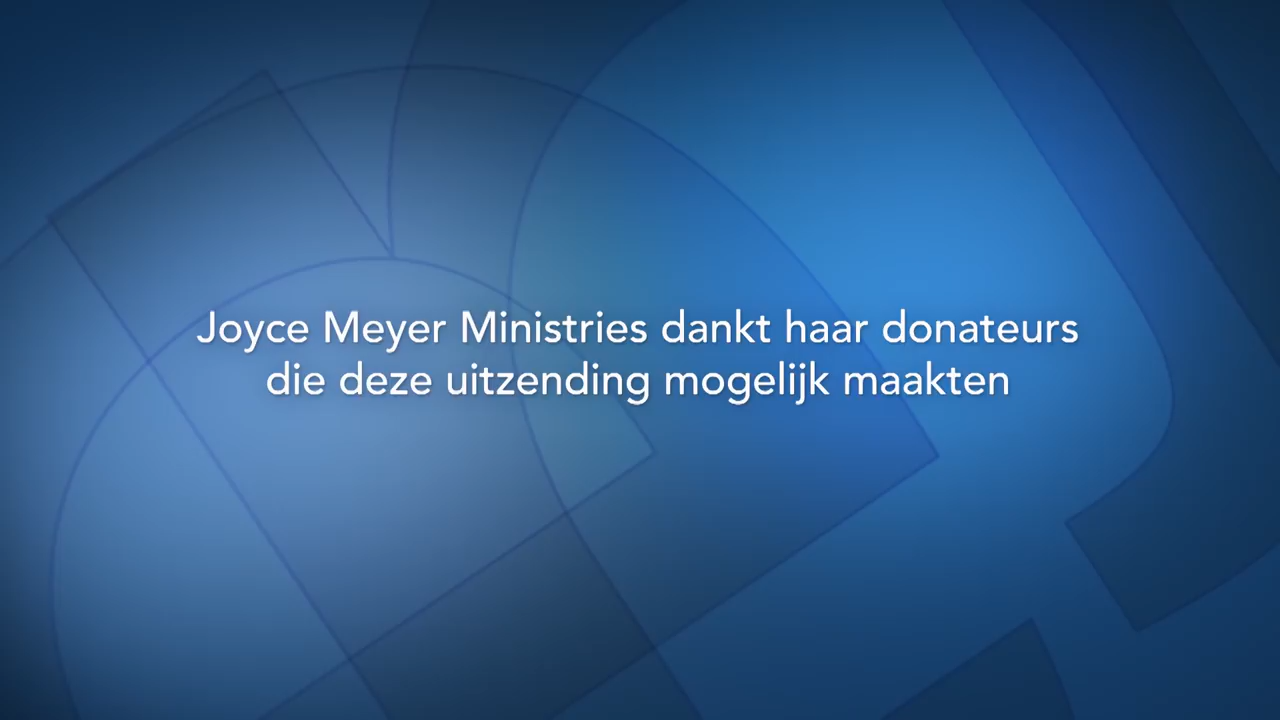 Joyce Meyer Ministries dankt haar donateurs
die deze uitzending mogelijk maakten